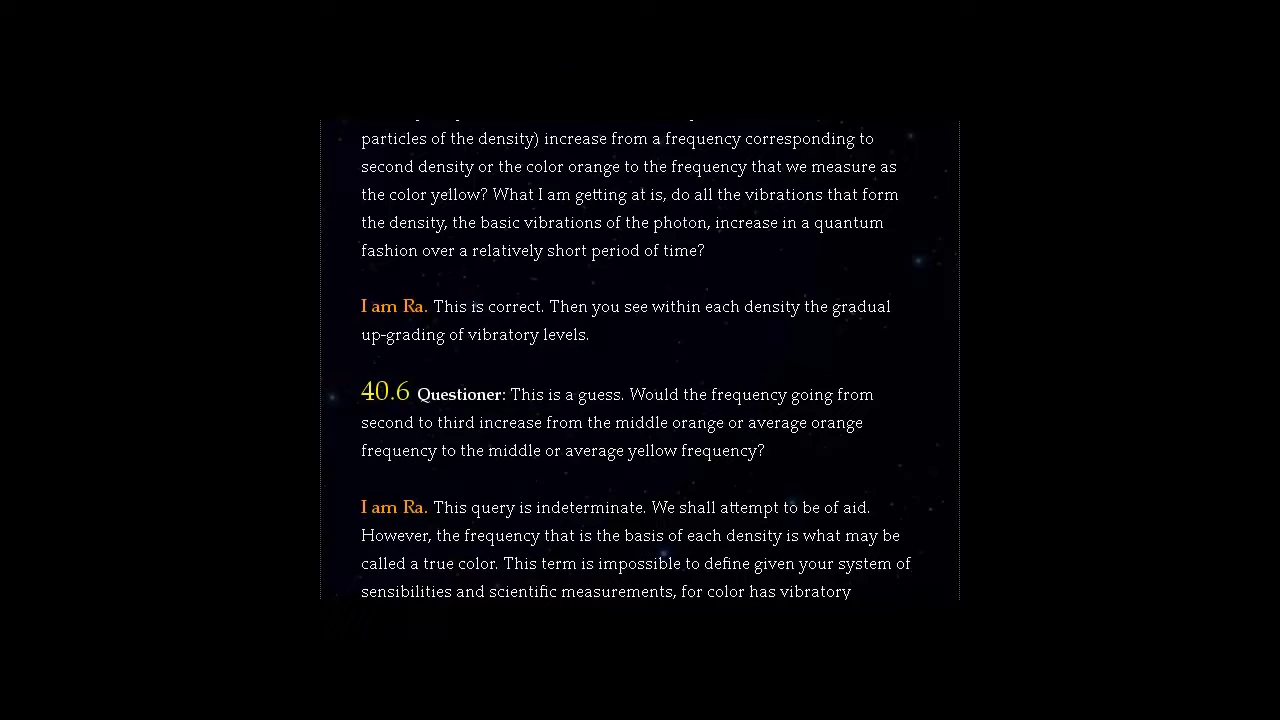 particles of the density) increase from a frequency corresponding to
second density or the color orange to the frequency that we measure as
the color yellow? What I am getting at is, do all the vibrations that form
the density, the basic vibrations of the photon, increase in a quantum
fashion over a relatively short period of time?
I am Ra. This is correct. Then you see within each density the gradual
up-grading of vibratory levels.
40.6 Questioner: This is a guess. Would the frequency going from
second to third increase from the middle orange or average orange
frequency to the middle or average yellow frequency?
I am Ra. This query is indeterminate. We shall attempt to be of aid.
However, the frequency that is the basis of each density is what may be
called a true color. This term is impossible to define given your system of
sensibilities and scientific measurements, for color has vibratory